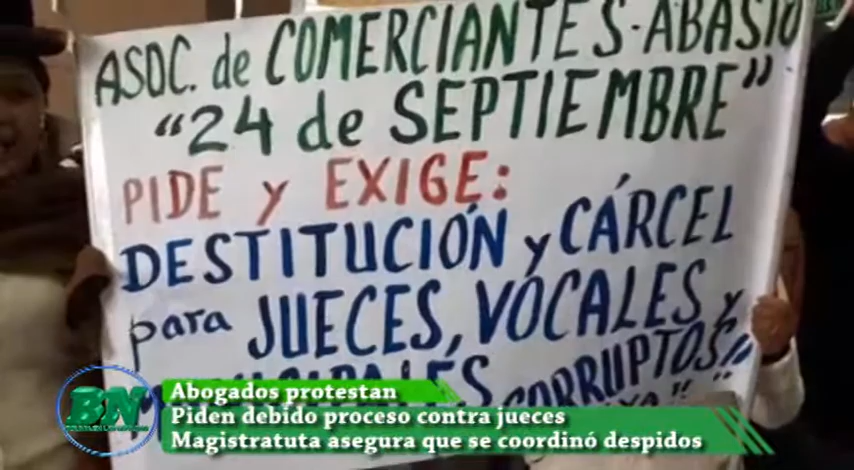 ASOC. de COMERCIANTES - ABASTO
"24 de SEPTIEMBRE"
PIDE y EXIGE:
DESTITUCIÓN y CÁRCEL
para JUECES, VOCALES y
CORRUPTOS
BN
Abogados protestan
Piden debido proceso contra jueces
Magistratuta asegura que se coordinó despidos